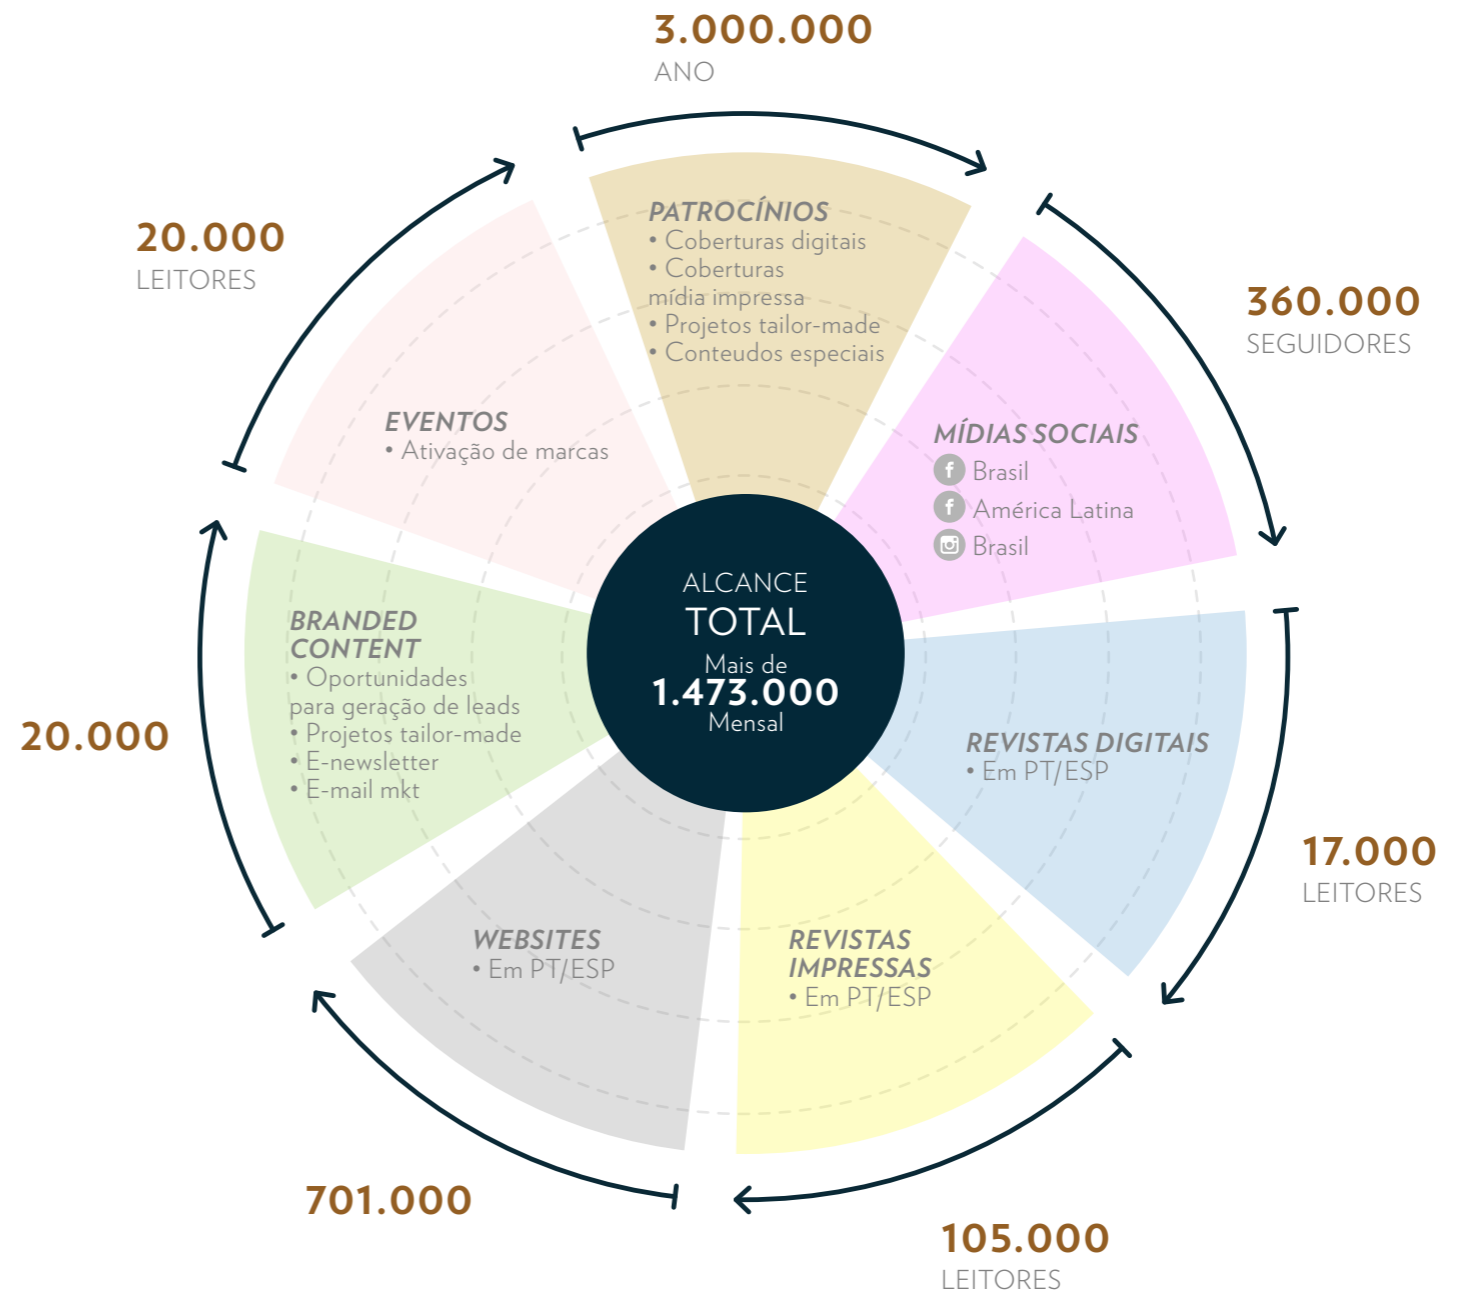 3.000.000
ANO
PATROCÍNIOS
• Coberturas digitais
• Coberturas
mídia impressa
• Projetos tailor-made
• Conteudos especiais
360.000
SEGUIDORES
MÍDIAS SOCIAIS
Brasil
América Latina
Brasil
REVISTAS DIGITAIS
• Em PT/ESP
17.000
LEITORES
REVISTAS
IMPRESSAS
• Em PT/ESP
105.000
LEITORES
WEBSITES
• Em PT/ESP
701.000
BRANDED
CONTENT
• Oportunidades
para geração de leads
• Projetos tailor-made
• E-newsletter
• E-mail mkt
20.000
EVENTOS
• Ativação de marcas
20.000
LEITORES
ALCANCE
TOTAL
Mais de
1.473.000
Mensal